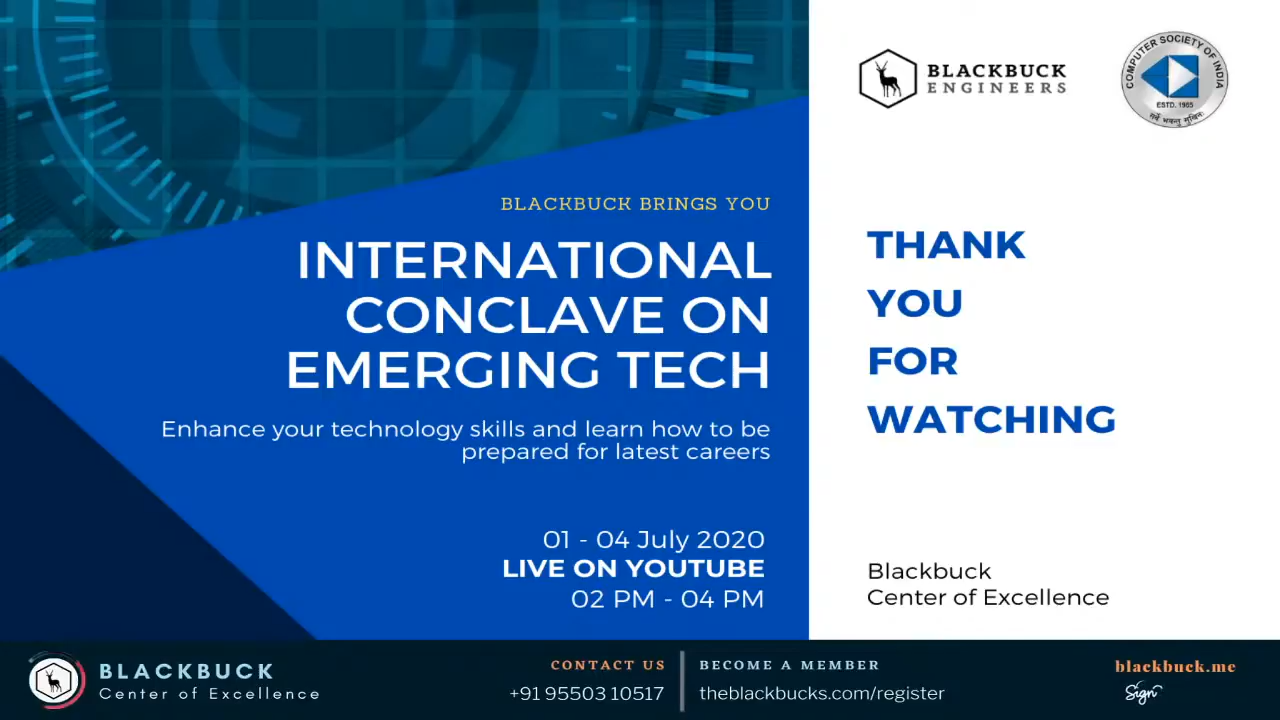 BLACKBUCK BRINGS YOU
INTERNATIONAL
CONCLAVE ON
EMERGING TECH
Enhance your technology skills and learn how to be
prepared for latest careers
01 - 04 July 2020
LIVE ON YOUTUBE
02 PM - 04 PM
BLACKBUCK
ENGINEERS
COMPUTER SOCIETY OF INDIA
ESTD. 1965
सर्वे भवन्तु सुखिनः
THANK
YOU
FOR
WATCHING
Blackbuck
Center of Excellence
BLACKBUCK
Center of Excellence
CONTACT US
+91 95503 10517
BECOME A MEMBER
theblackbucks.com/register
blackbuck.me
Sign